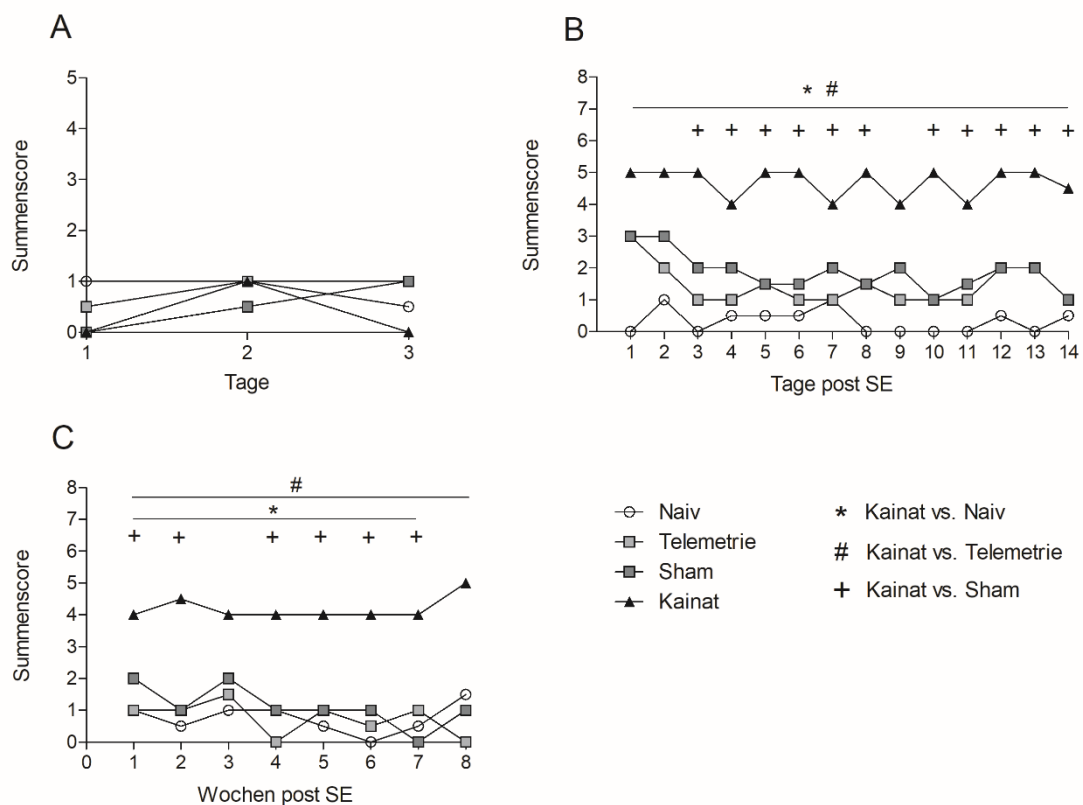 A
Summenscore
5
4
3
2
1
0
1 2 3
Tage
B
Summenscore
8
7
6
5
4
3
2
1
0
* #
+ + + + + + + + + + +
1 2 3 4 5 6 7 8 9 10 11 12 13 14
Tage post SE
C
Summenscore
8
7
6
5
4
3
2
1
0
#
*
+ + + + + +
0 1 2 3 4 5 6 7 8
Wochen post SE
Naiv
Telemetrie
Sham
Kainat
* Kainat vs. Naiv
# Kainat vs. Telemetrie
+ Kainat vs. Sham